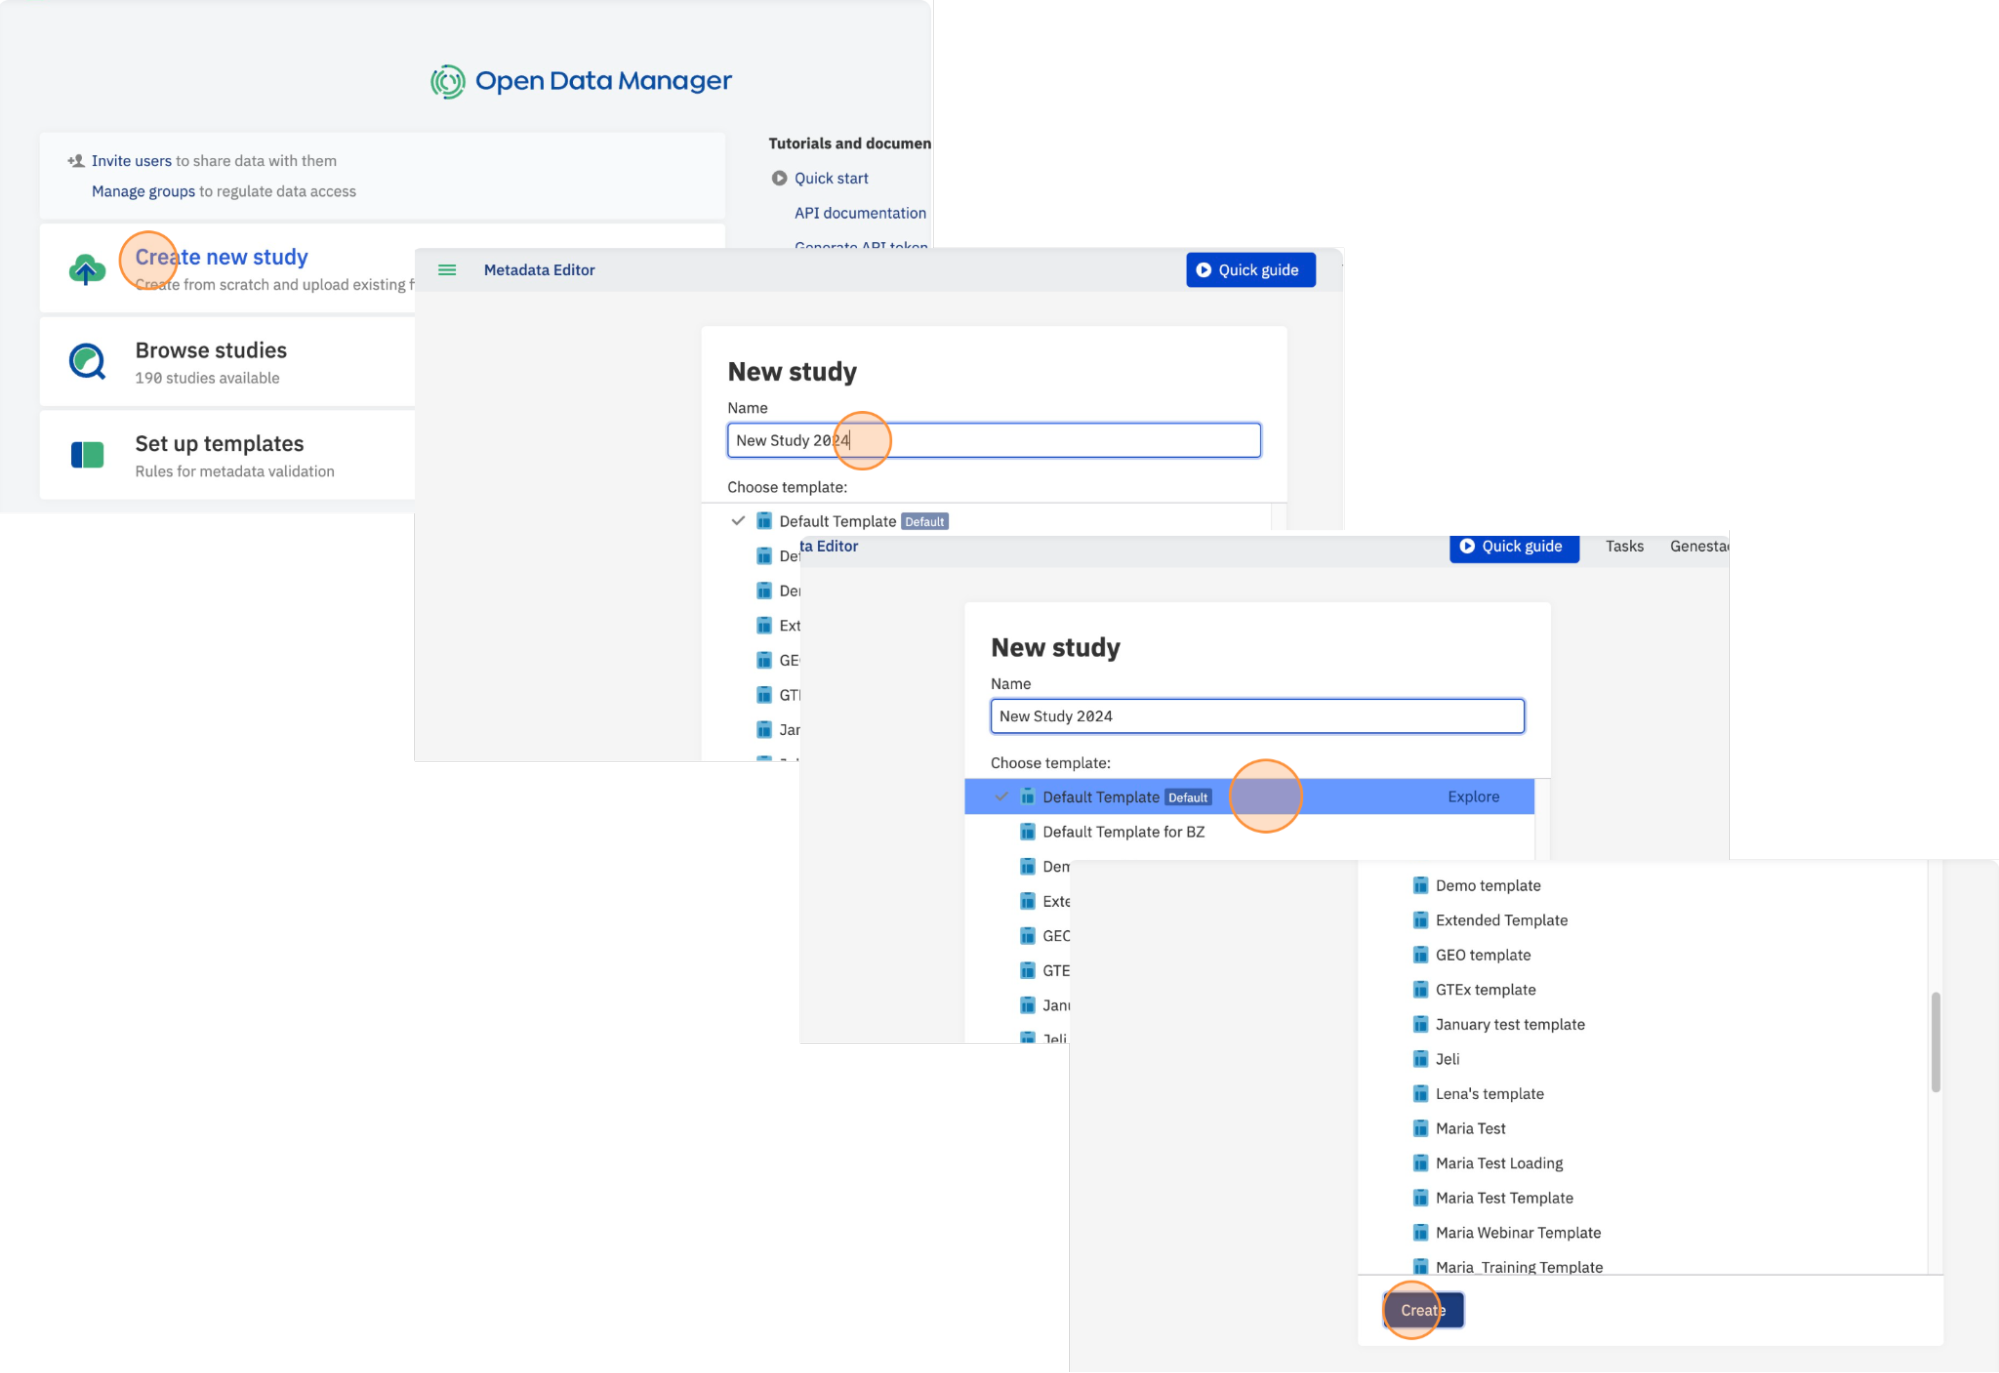 Open Data Manager
Invite users to share data with them
Manage groups to regulate data access
Tutorials and documen
Quick start
API documentation
Generate API token
Create new study
Create from scratch and upload existing f
Browse studies
190 studies available
Set up templates
Rules for metadata validation
Metadata Editor
Quick guide
New study
Name
New Study 2024
Choose template:
Default Template Default
De
De
Ext
GE
GT
Jar
ta Editor
Quick guide
Tasks
Genesta
New study
Name
New Study 2024
Choose template:
Default Template Default
Explore
Default Template for BZ
Dem
Exte
GEO
GTE
Janu
Jeli
Demo template
Extended Template
GEO template
GTEx template
January test template
Jeli
Lena's template
Maria Test
Maria Test Loading
Maria Test Template
Maria Webinar Template
Maria_Training Template
Create